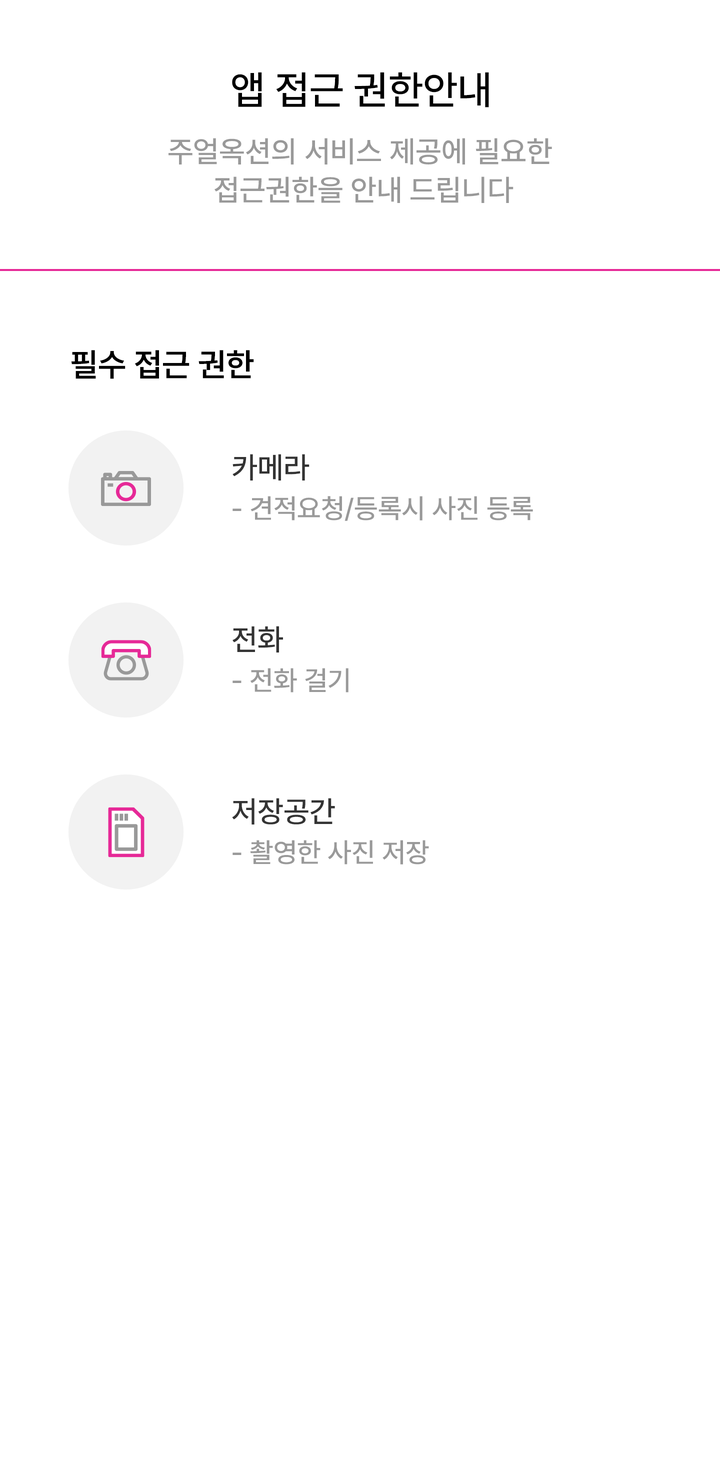 앱 접근 권한안내
주얼옥션의 서비스 제공에 필요한
접근권한을 안내 드립니다
필수 접근 권한
카메라
- 견적요청/등록시 사진 등록
전화
- 전화 걸기
저장공간
- 촬영한 사진 저장